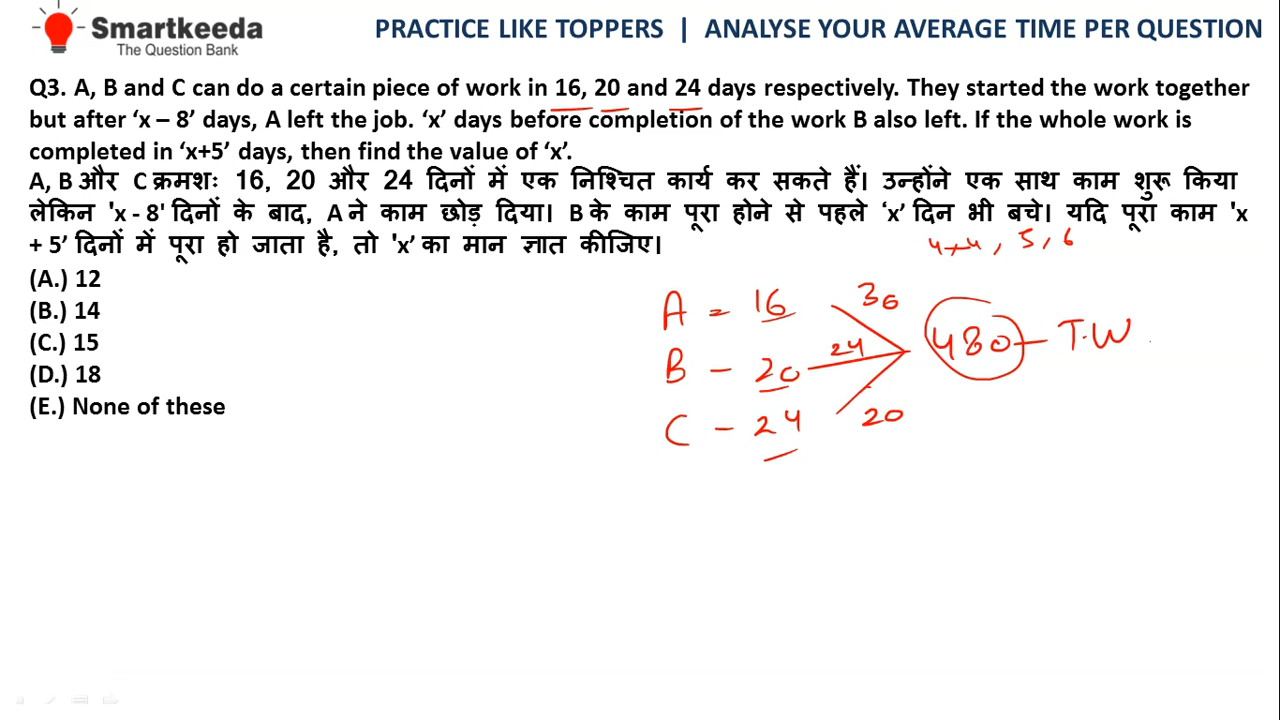 Smartkeeda
The Question Bank
PRACTICE LIKE TOPPERS | ANALYSE YOUR AVERAGE TIME PER QUESTION
Q3. A, B and C can do a certain piece of work in 16, 20 and 24 days respectively. They started the work together
but after ‘x – 8’ days, A left the job. ‘x’ days before completion of the work B also left. If the whole work is
completed in ‘x+5’ days, then find the value of ‘x’.
A, B और C क्रमशः 16, 20 और 24 दिनों में एक निश्चित कार्य कर सकते हैं। उन्होंने एक साथ काम शुरू किया
लेकिन 'x - 8' दिनों के बाद, A ने काम छोड़ दिया। B के काम पूरा होने से पहले ‘x’ दिन भी बचे। यदि पूरा काम 'x
+ 5’ दिनों में पूरा हो जाता है, तो 'x’ का मान ज्ञात कीजिए।
4×4, 5, 6
(A.) 12
(B.) 14
(C.) 15
(D.) 18
(E.) None of these
A = 16 30
B - 20 24 480 - T.W
C - 24 20